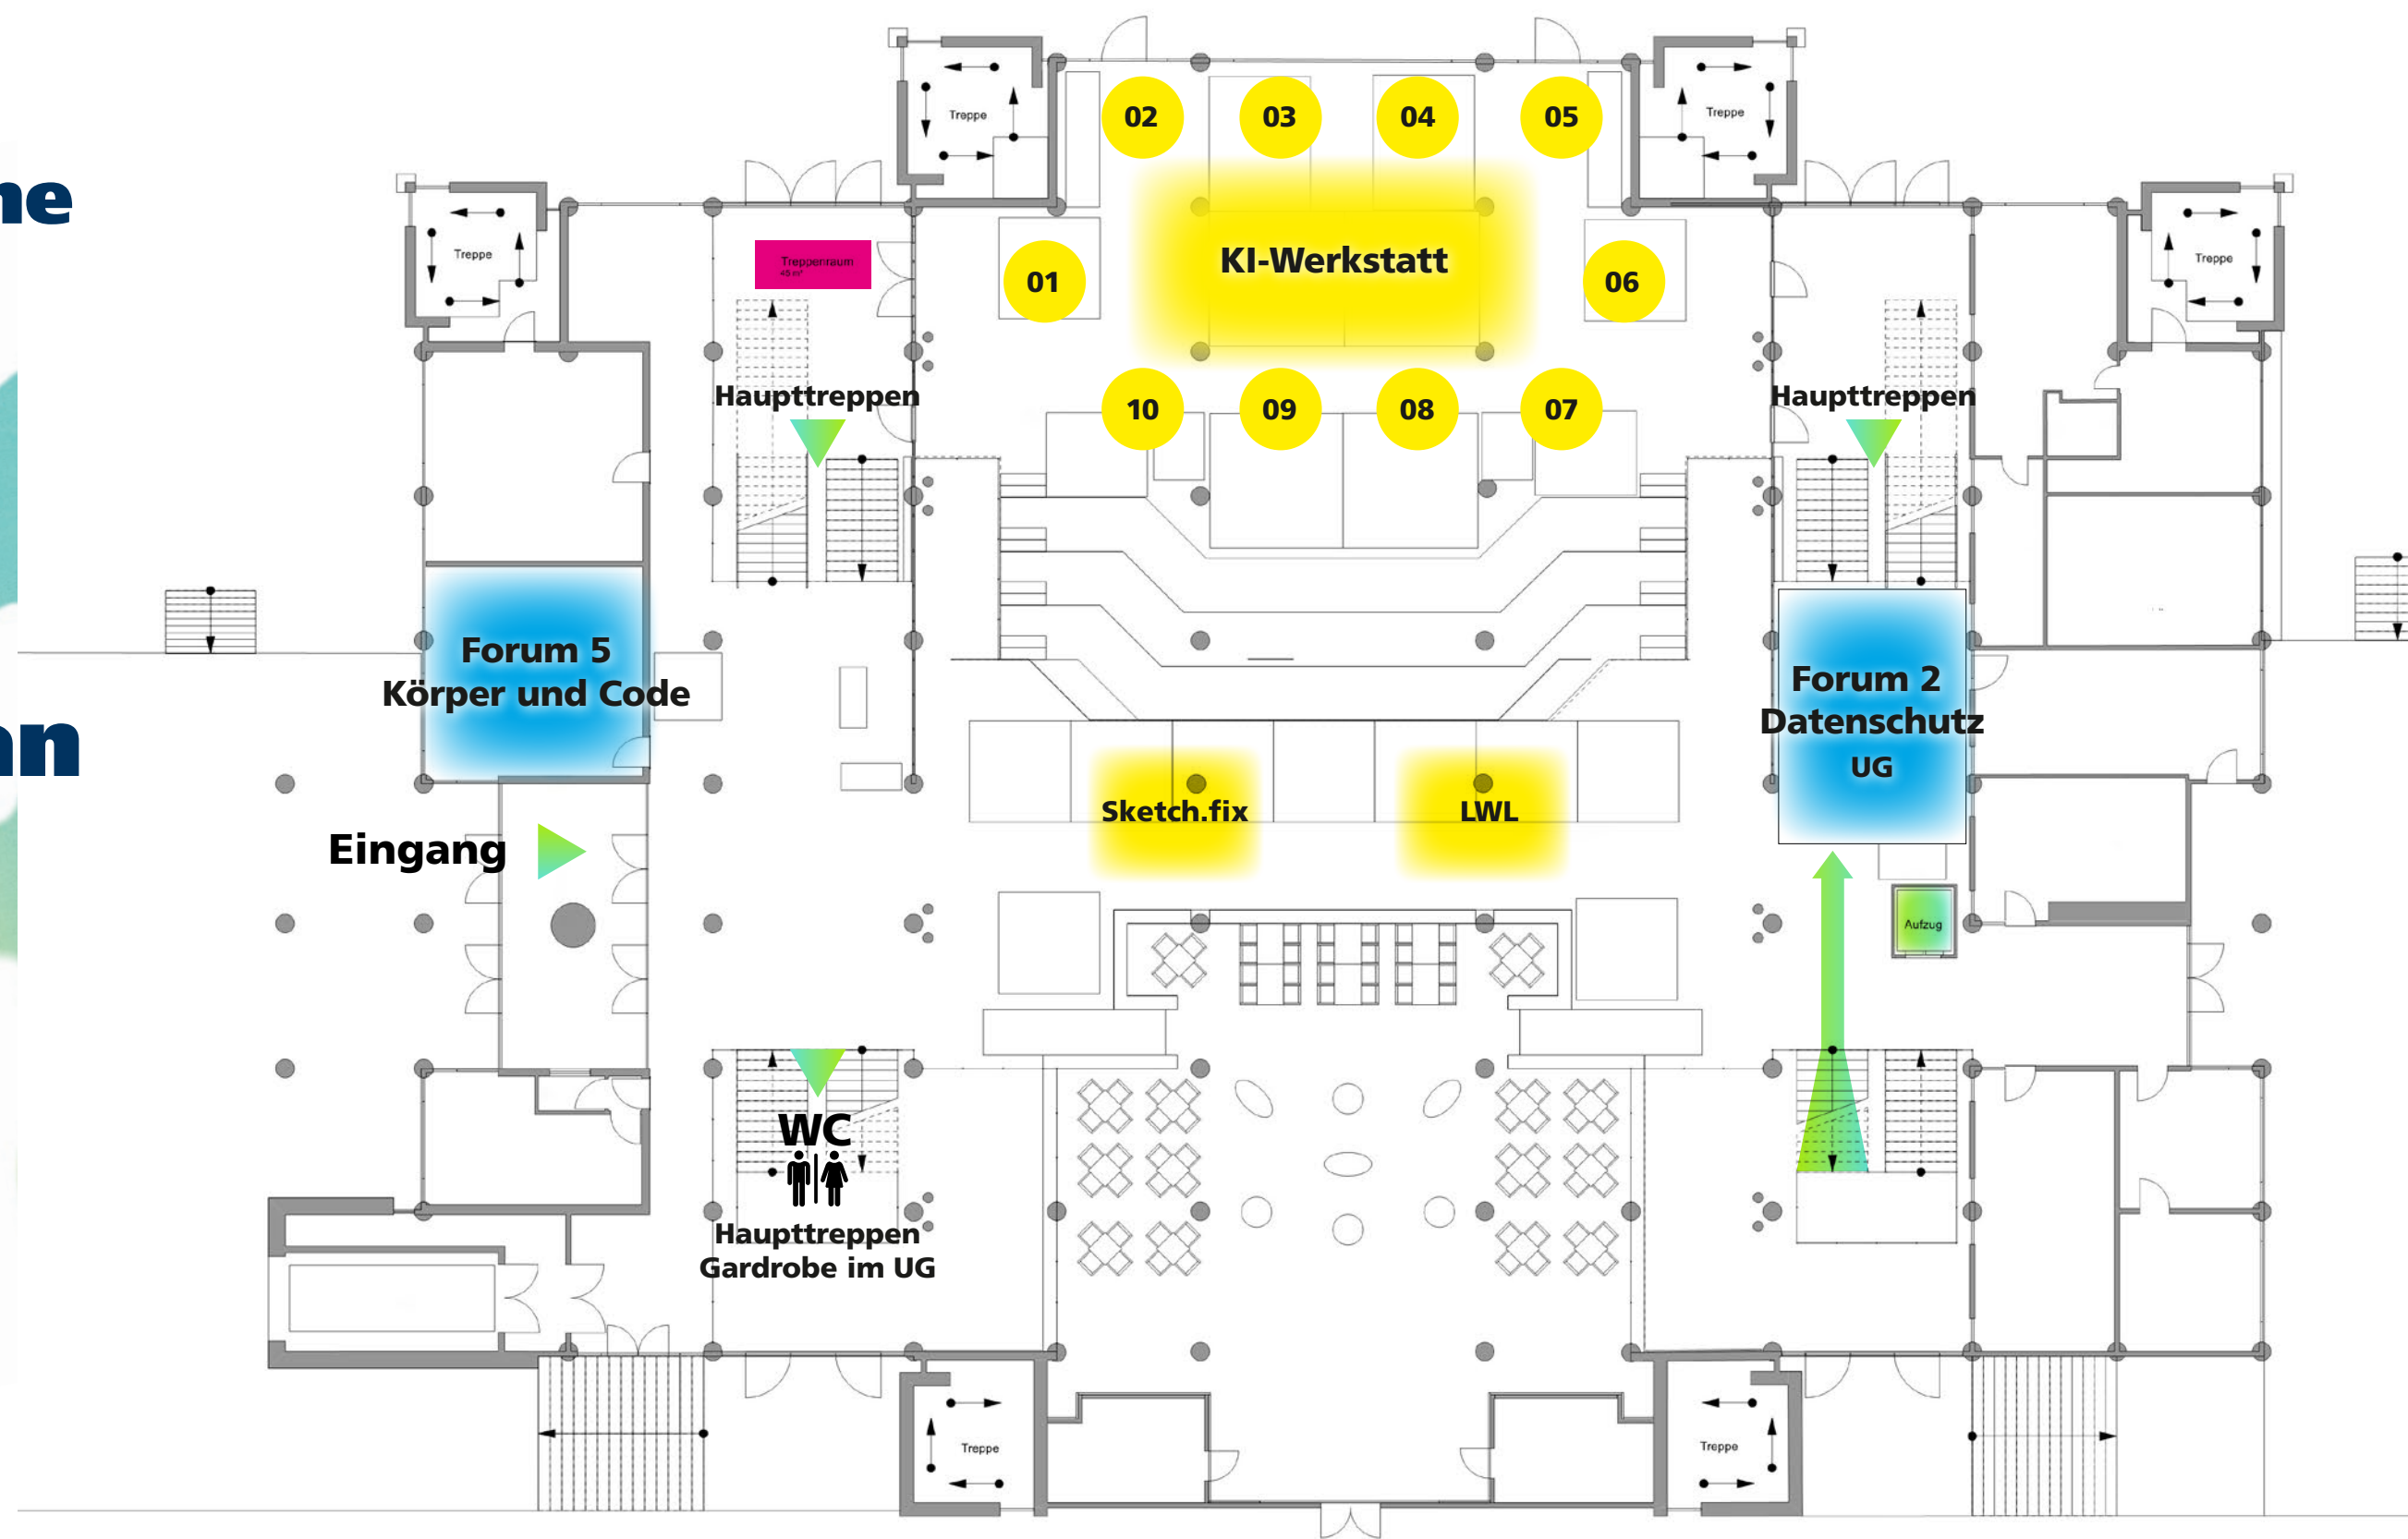 ne
an
Treppe
Treppe
Treppe
Treppe
02
03
04
05
Treppenraum
45 m²
01
KI-Werkstatt
06
Haupttreppen
10
09
08
07
Haupttreppen
Forum 5
Körper und Code
Forum 2
Datenschutz
UG
Sketch.fix
LWL
Eingang
Aufzug
WC
Haupttreppen
Gardrobe im UG
Treppe
Treppe